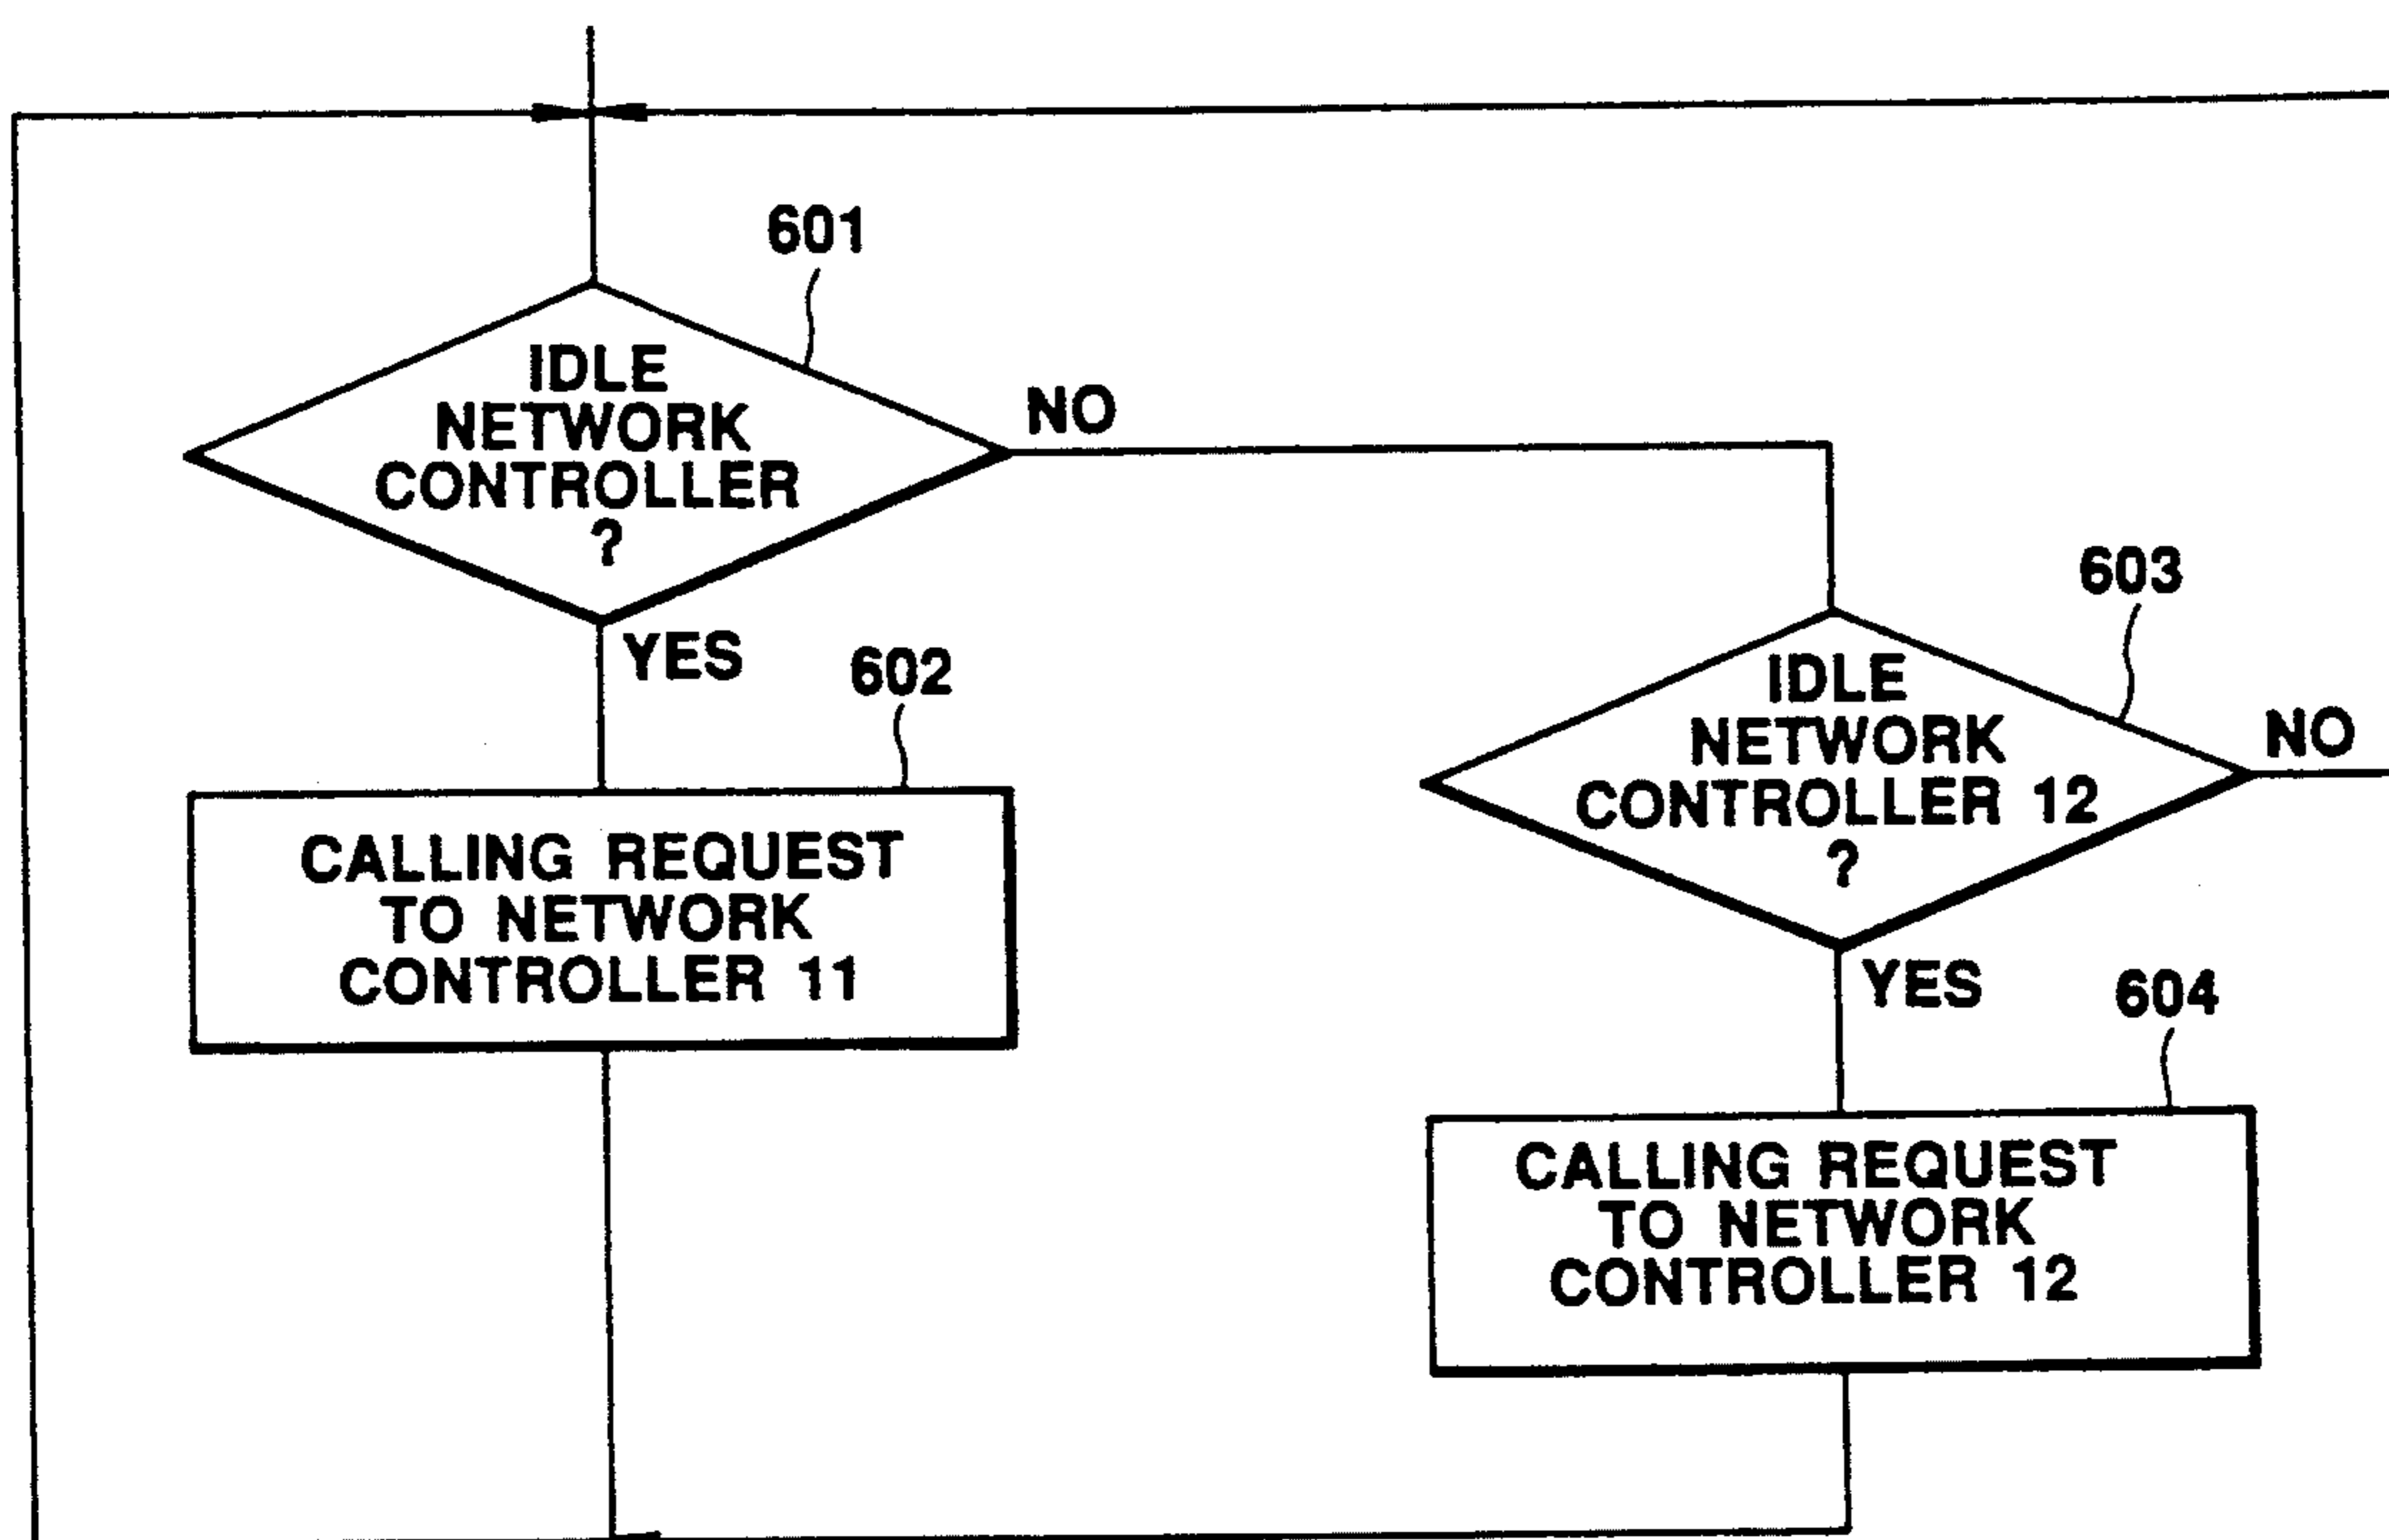 601
IDLE
NETWORK
CONTROLLER
?
NO
YES
602
CALLING REQUEST
TO NETWORK
CONTROLLER 11
603
IDLE
NETWORK
CONTROLLER 12
?
NO
YES
604
CALLING REQUEST
TO NETWORK
CONTROLLER 12